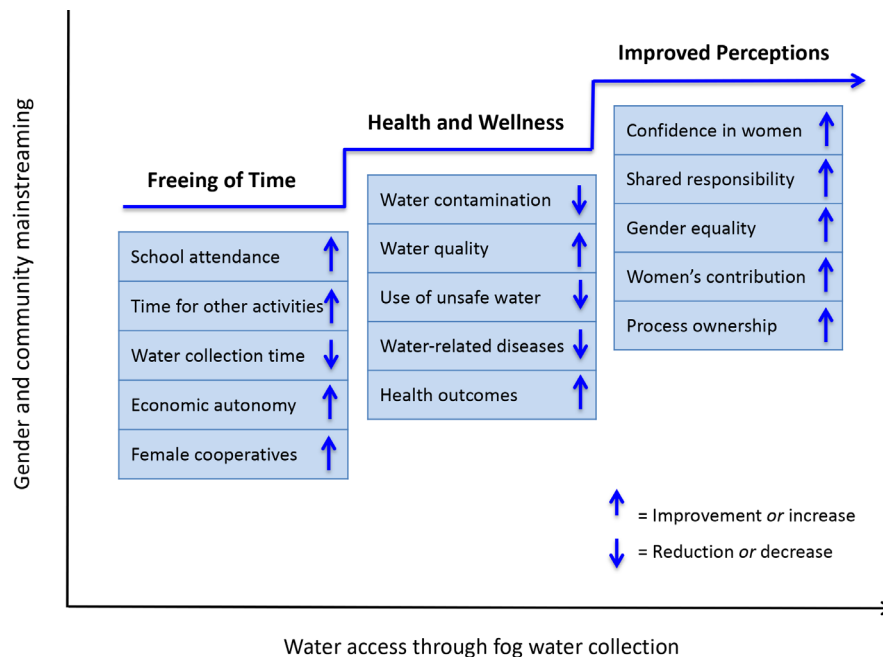 Improved Perceptions
Health and Wellness
Freeing of Time
Confidence in women
Shared responsibility
Gender equality
Women’s contribution
Process ownership
Water contamination
Water quality
Use of unsafe water
Water-related diseases
Health outcomes
School attendance
Time for other activities
Water collection time
Economic autonomy
Female cooperatives
= Improvement or increase
= Reduction or decrease
Gender and community mainstreaming
Water access through fog water collection